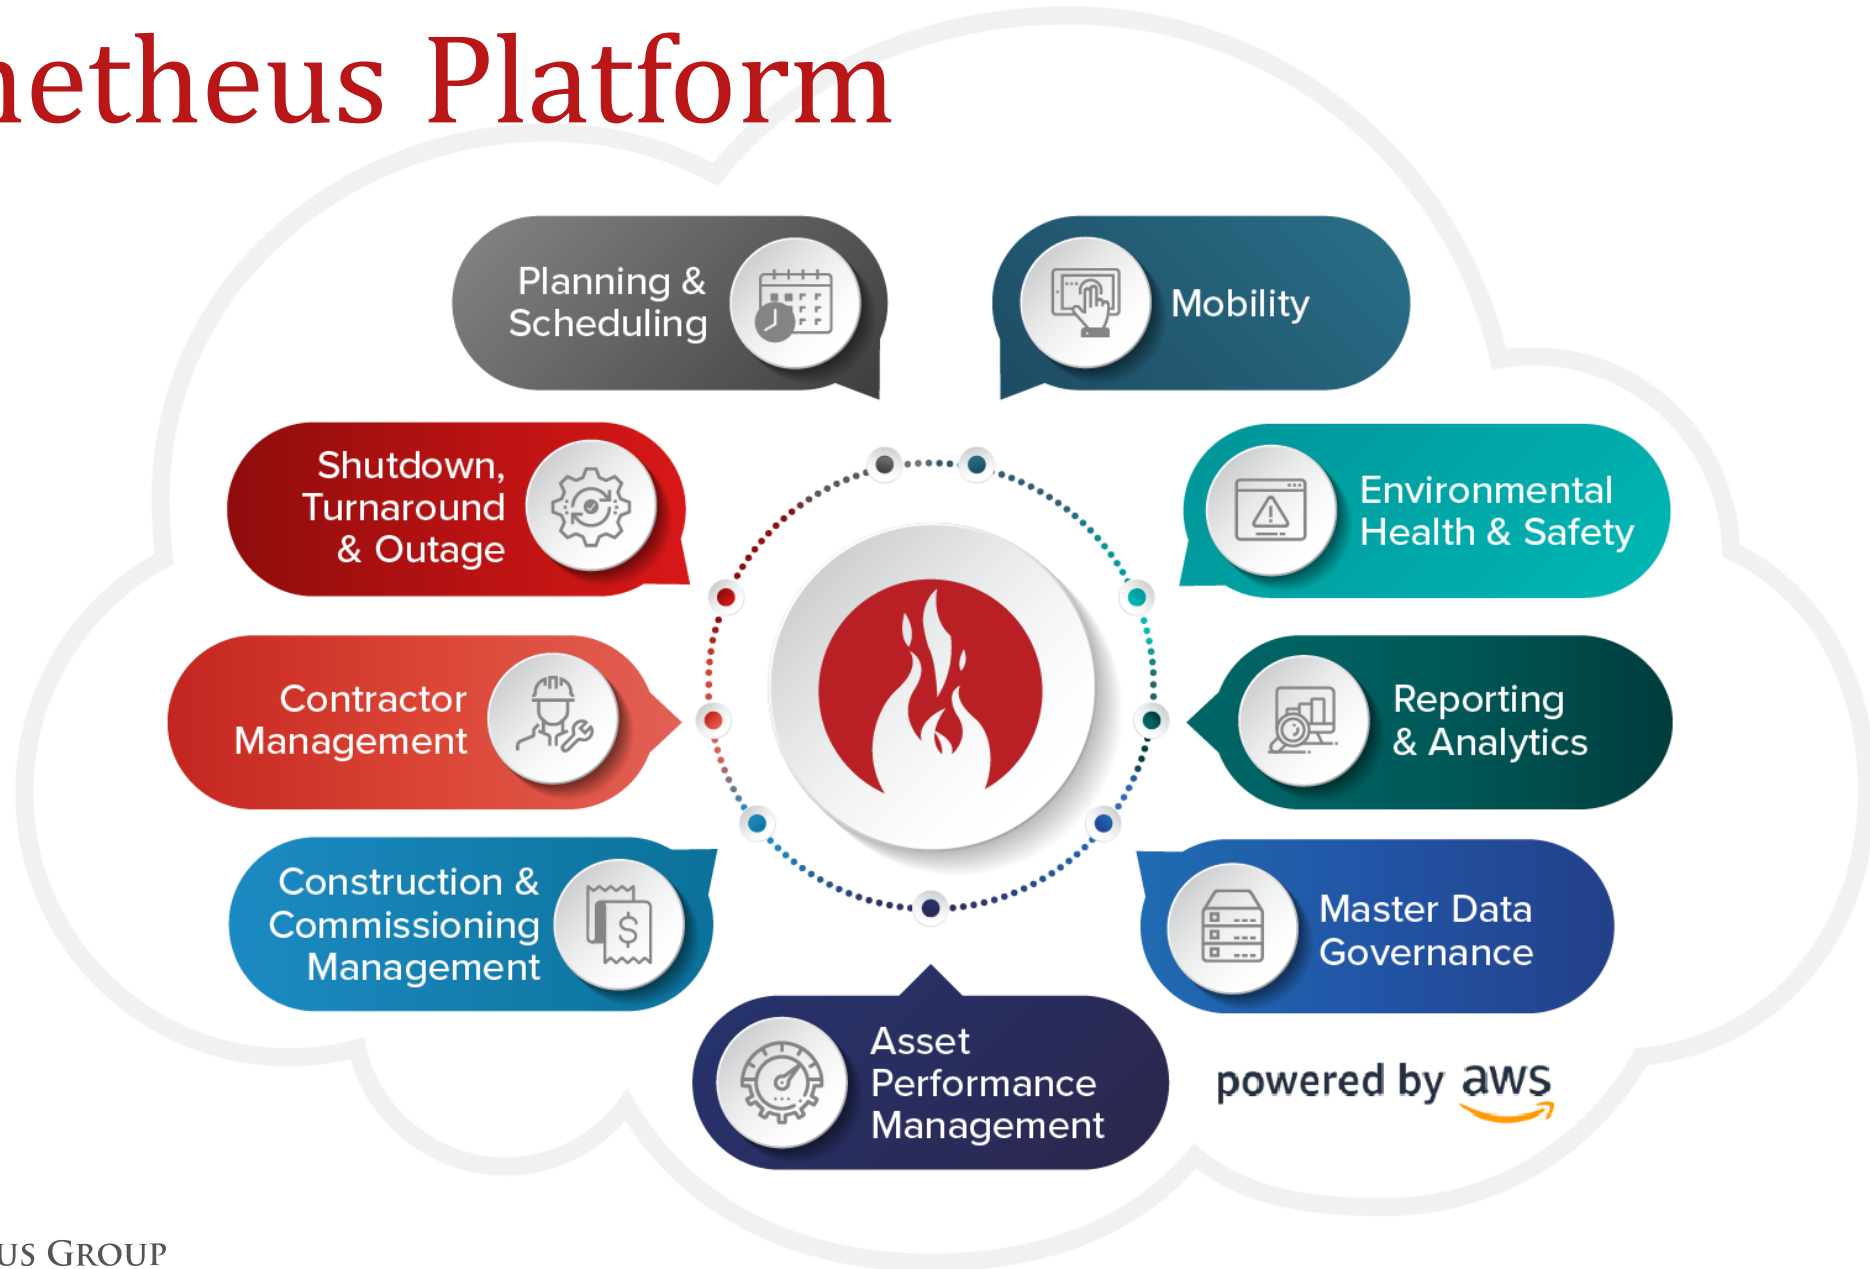 netheus Platform
Planning &
Scheduling
Mobility
Shutdown,
Turnaround
& Outage
Environmental
Health & Safety
Contractor
Management
Reporting
& Analytics
Construction &
Commissioning
Management
$
Master Data
Governance
Asset
Performance
Management
powered by aws
US GROUP